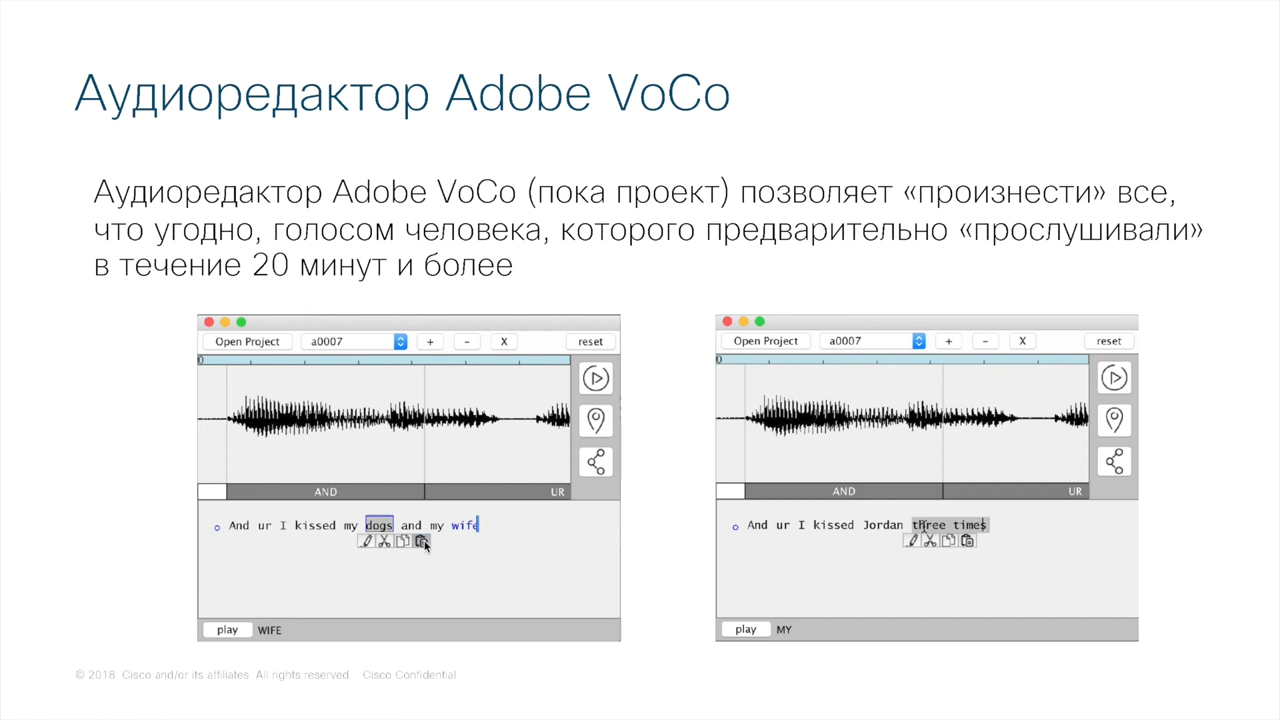 Аудиоредактор Adobe VoCo
Аудиоредактор Adobe VoCo (пока проект) позволяет «произнести» все,
что угодно, голосом человека, которого предварительно «прослушивали»
в течение 20 минут и более
Open Project a0007 + - X reset
0
AND UR
And ur I kissed my dogs and my wife
play WIFE
Open Project a0007 + - X reset
0
AND UR
And ur I kissed Jordan three times
play MY
© 2018 Cisco and/or its affiliates. All rights reserved. Cisco Confidential